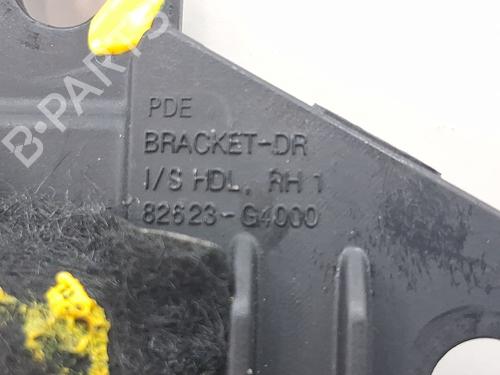 B-PARTS
PDE
BRACKET-DR
I/S HDL, RH 1
82623-G4000